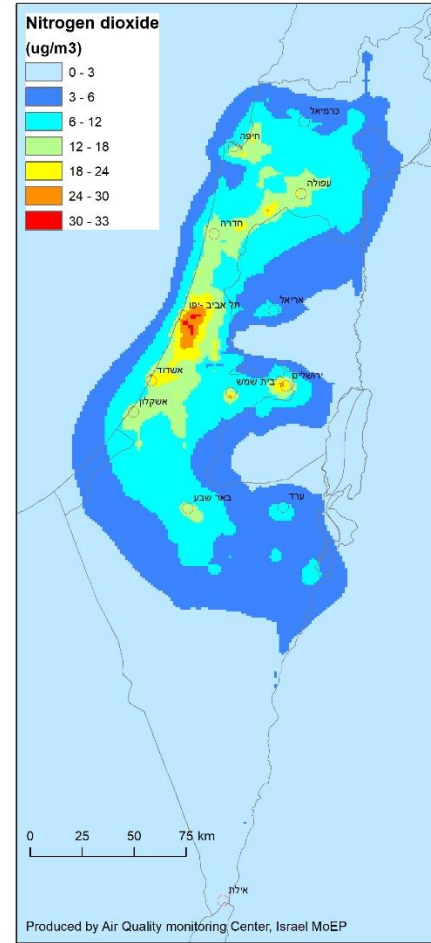 Nitrogen dioxide
(ug/m3)
0 - 3
3 - 6
6 - 12
12 - 18
18 - 24
24 - 30
30 - 33
כרמיאל
חיפה
עפולה
חדרה
אריאל
תל אביב -יפו
ירושלים
בית שמש
אשדוד
אשקלון
ערד
באר שבע
0 25 50 75 km
אילת
Produced by Air Quality monitoring Center, Israel MoEP